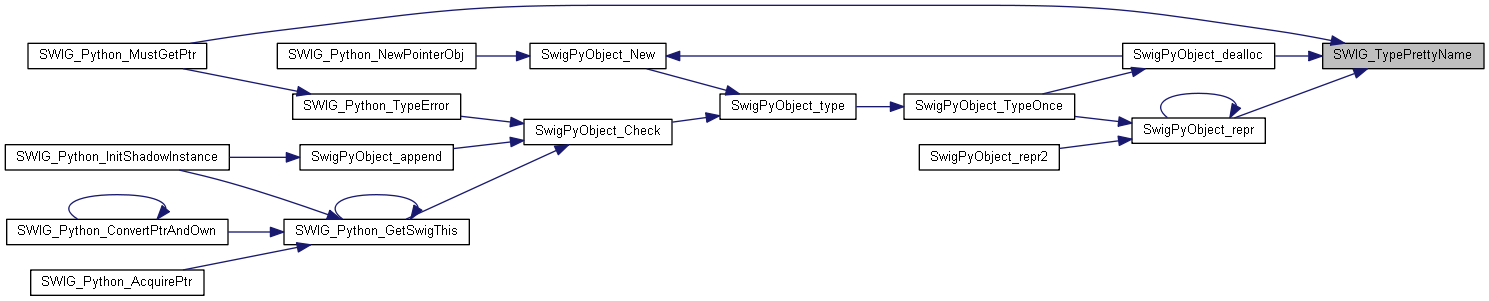 SWIG_Python_MustGetPtr
SWIG_Python_NewPointerObj
SwigPyObject_New
SwigPyObject_dealloc
SWIG_TypePrettyName
SWIG_Python_TypeError
SwigPyObject_type
SwigPyObject_TypeOnce
SwigPyObject_repr
SwigPyObject_Check
SWIG_Python_InitShadowInstance
SwigPyObject_append
SwigPyObject_repr2
SWIG_Python_ConvertPtrAndOwn
SWIG_Python_GetSwigThis
SWIG_Python_AcquirePtr